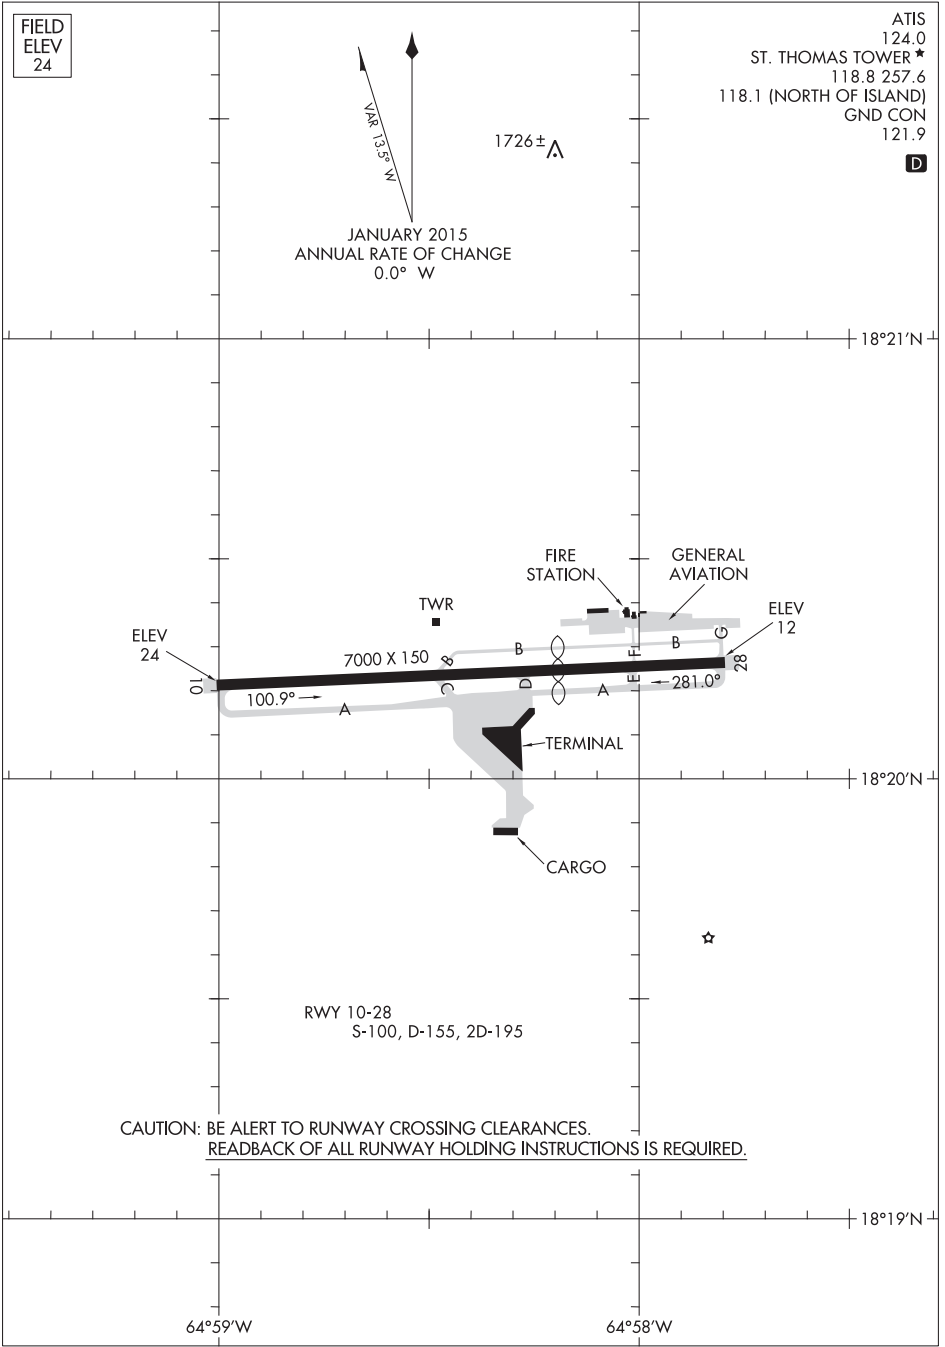 FIELD
ELEV
24
ATIS
124.0
ST. THOMAS TOWER
118.8 257.6
118.1 (NORTH OF ISLAND)
GND CON
121.9
D
VAR 13.5° W
1726±
JANUARY 2015
ANNUAL RATE OF CHANGE
0.0° W
18°21'N
FIRE
STATION
GENERAL
AVIATION
TWR
ELEV
12
ELEV
24
7000 X 150
B
B
B
F
G
28
10
100.9°
A
C
D
A
E
281.0°
TERMINAL
18°20'N
CARGO
RWY 10-28
S-100, D-155, 2D-195
CAUTION: BE ALERT TO RUNWAY CROSSING CLEARANCES.
READBACK OF ALL RUNWAY HOLDING INSTRUCTIONS IS REQUIRED.
18°19'N
64°59'W
64°58'W